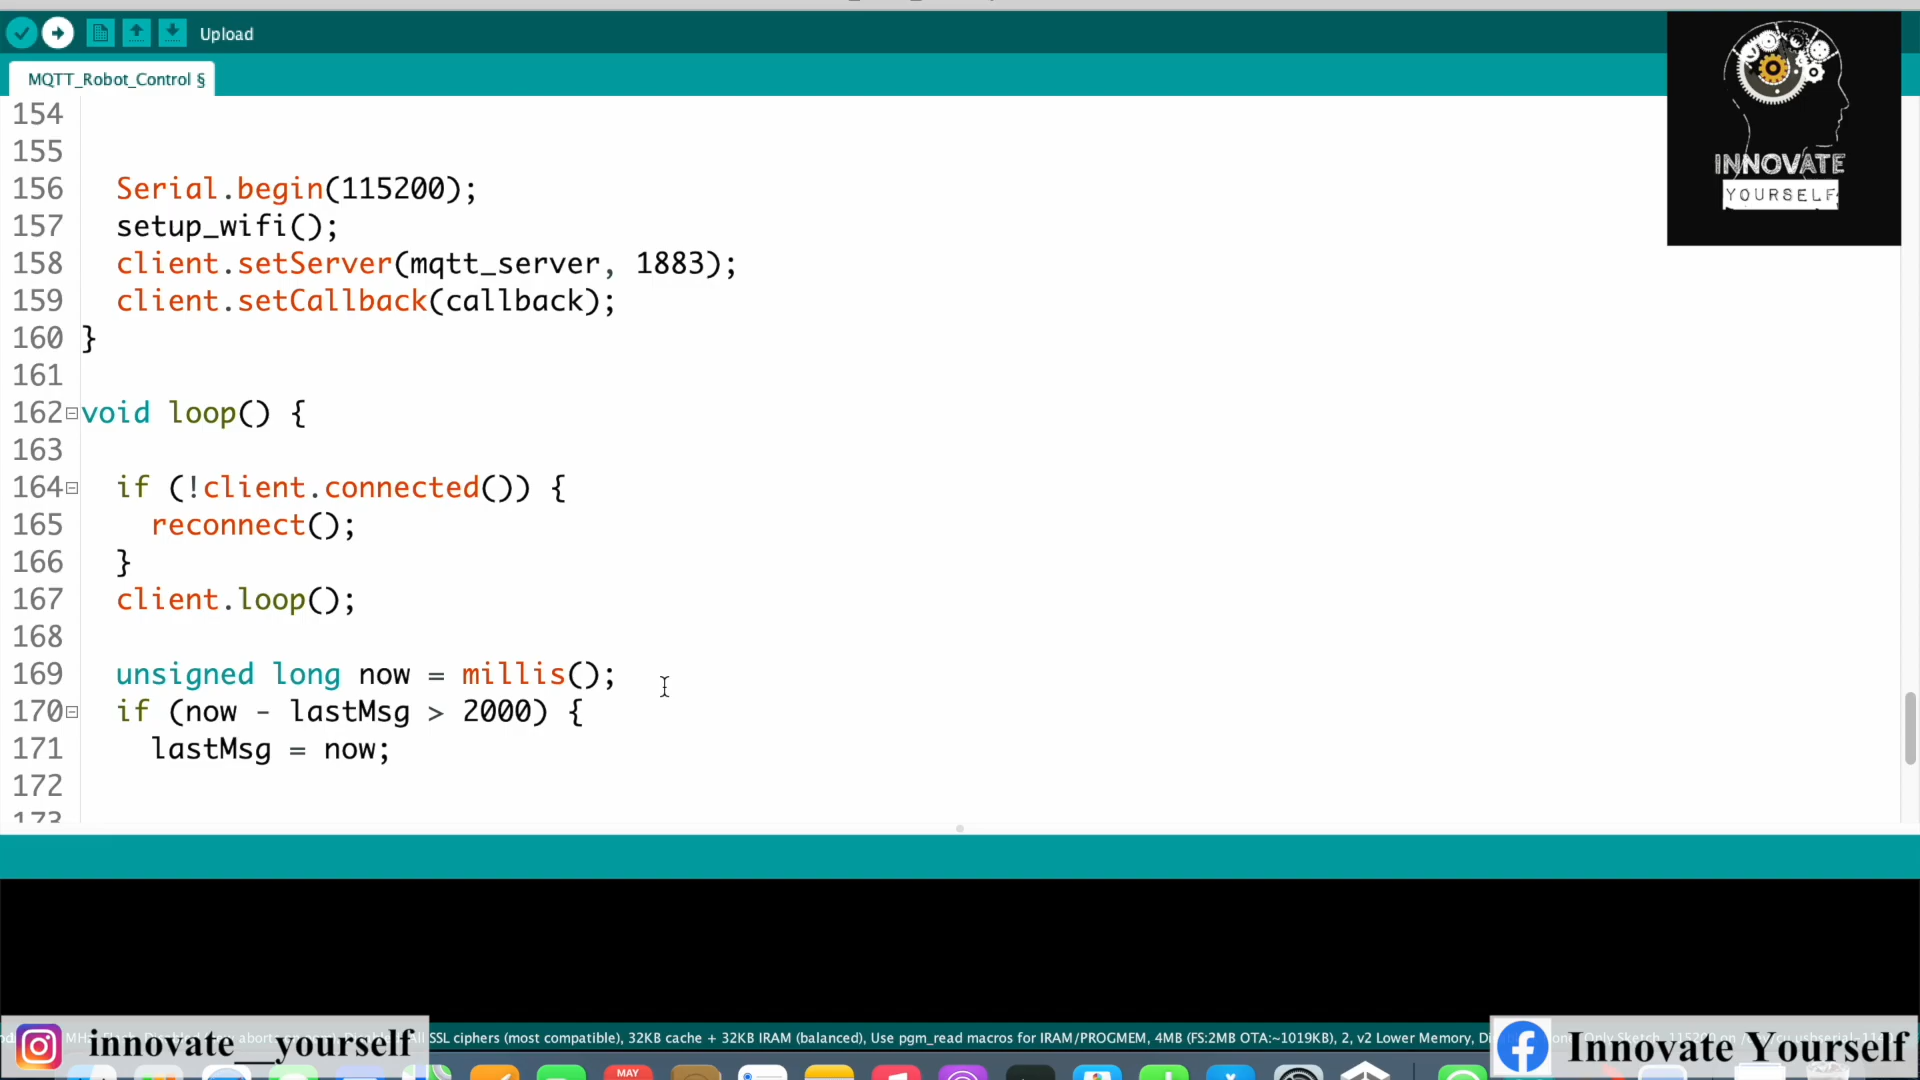 Upload
MQTT_Robot_Control §
INNOVATE
YOURSELF
154
155
156 Serial.begin(115200);
157 setup_wifi();
158 client.setServer(mqtt_server, 1883);
159 client.setCallback(callback);
160 }
161
162 void loop() {
163
164 if (!client.connected()) {
165 reconnect();
166 }
167 client.loop();
168
169 unsigned long now = millis();
170 if (now - lastMsg > 2000) {
171 lastMsg = now;
172
173
innovate__yourself
SSL ciphers (most compatible), 32KB cache + 32KB IRAM (balanced), Use pgm_read macros for IRAM/PROGMEM, 4MB (FS:2MB OTA:~1019KB), 2, v2 Lower Memory,
Innovate Yourself
MAY